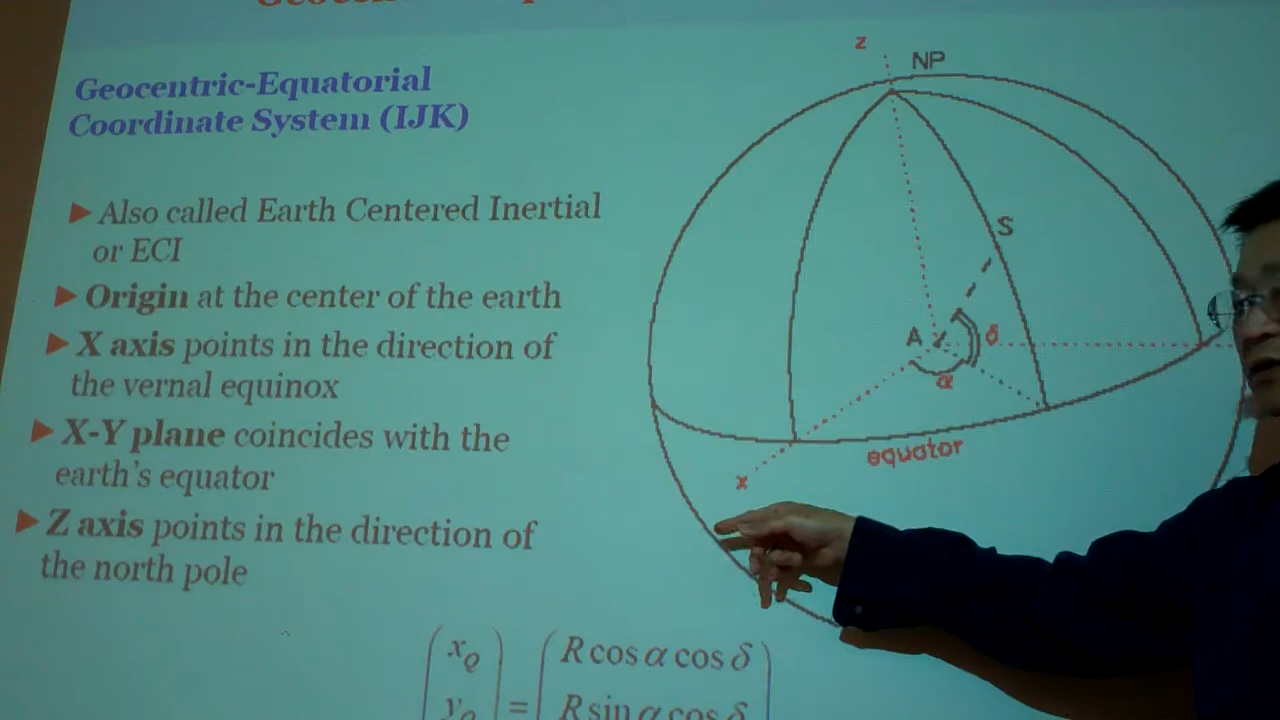 Geocentric-Equatorial
Coordinate System (IJK)
▶ Also called Earth Centered Inertial
or ECI
▶ Origin at the center of the earth
▶ X axis points in the direction of
the vernal equinox
▶ X-Y plane coincides with the
earth's equator
▶ Z axis points in the direction of
the north pole
z
NP
S
A
δ
α
equator
x
x_Q
R cos α cos δ
=
R sin α cos δ